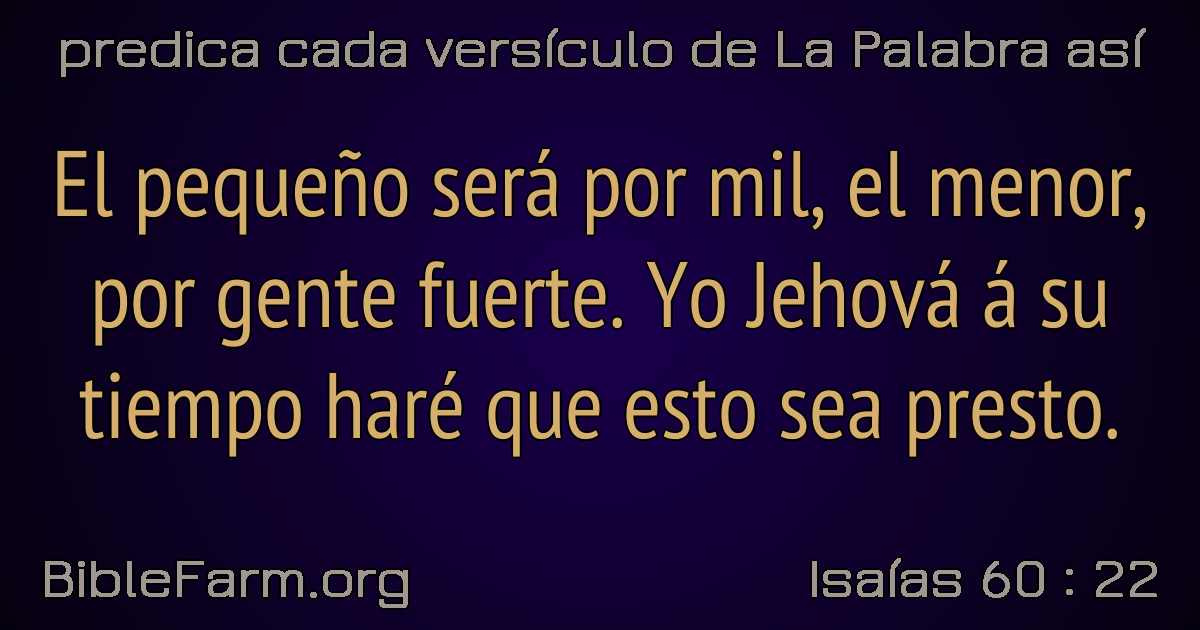 predica cada versículo de La Palabra así
El pequeño será por mil, el menor,
por gente fuerte. Yo Jehová á su
tiempo haré que esto sea presto.
BibleFarm.org
Isaías 60 : 22